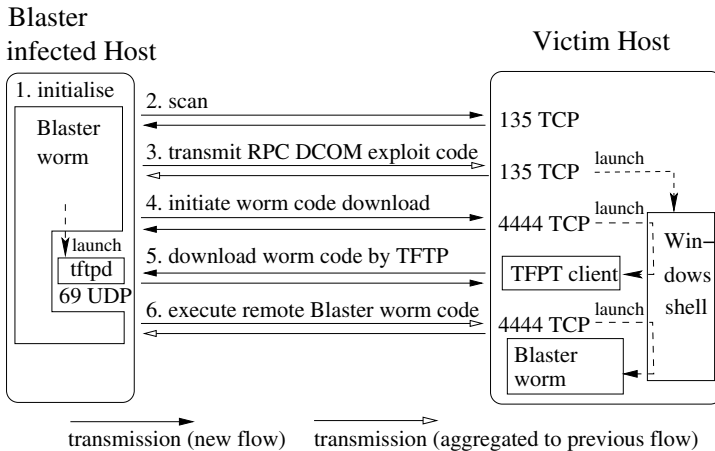 Blaster
infected Host
Victim Host
1. initialise
Blaster
worm
launch
tftpd
69 UDP
2. scan
3. transmit RPC DCOM exploit code
4. initiate worm code download
5. download worm code by TFTP
6. execute remote Blaster worm code
135 TCP
135 TCP
launch
4444 TCP
launch
TFPT client
4444 TCP
launch
Blaster
worm
Win–
dows
shell
transmission (new flow)
transmission (aggregated to previous flow)